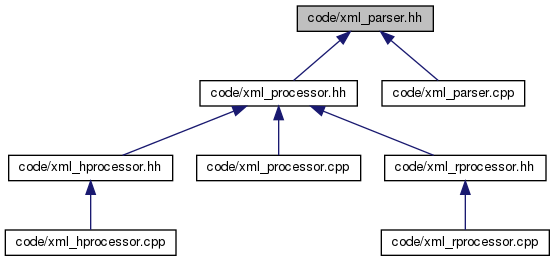 code/xml_parser.hh
code/xml_processor.hh
code/xml_parser.cpp
code/xml_hprocessor.hh
code/xml_processor.cpp
code/xml_rprocessor.hh
code/xml_hprocessor.cpp
code/xml_rprocessor.cpp